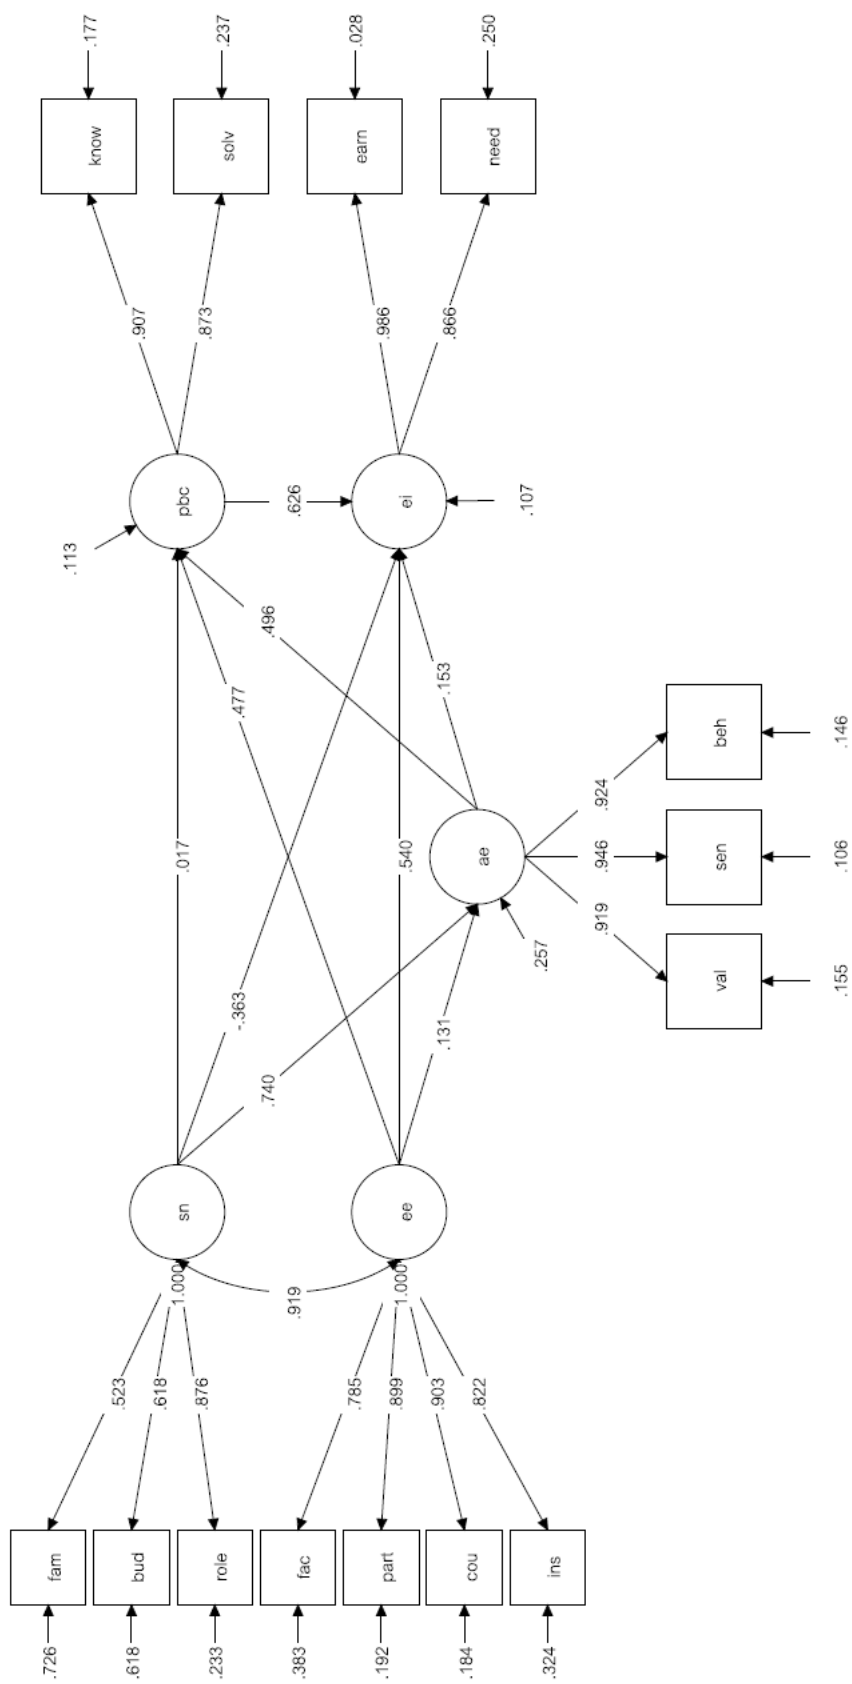 .177
.237
.028
.250
know
solv
earn
need
.907
.873
.986
.866
pbc
.626
ei
.113
.107
.496
.477
.153
.017
.540
-.363
.740
.131
ae
.257
.924
.946
.919
beh
sen
val
.146
.106
.155
sn
ee
1.000
1.000
.919
.523
.618
.876
.785
.899
.903
.822
fam
bud
role
fac
part
cou
ins
.726
.618
.233
.383
.192
.184
.324